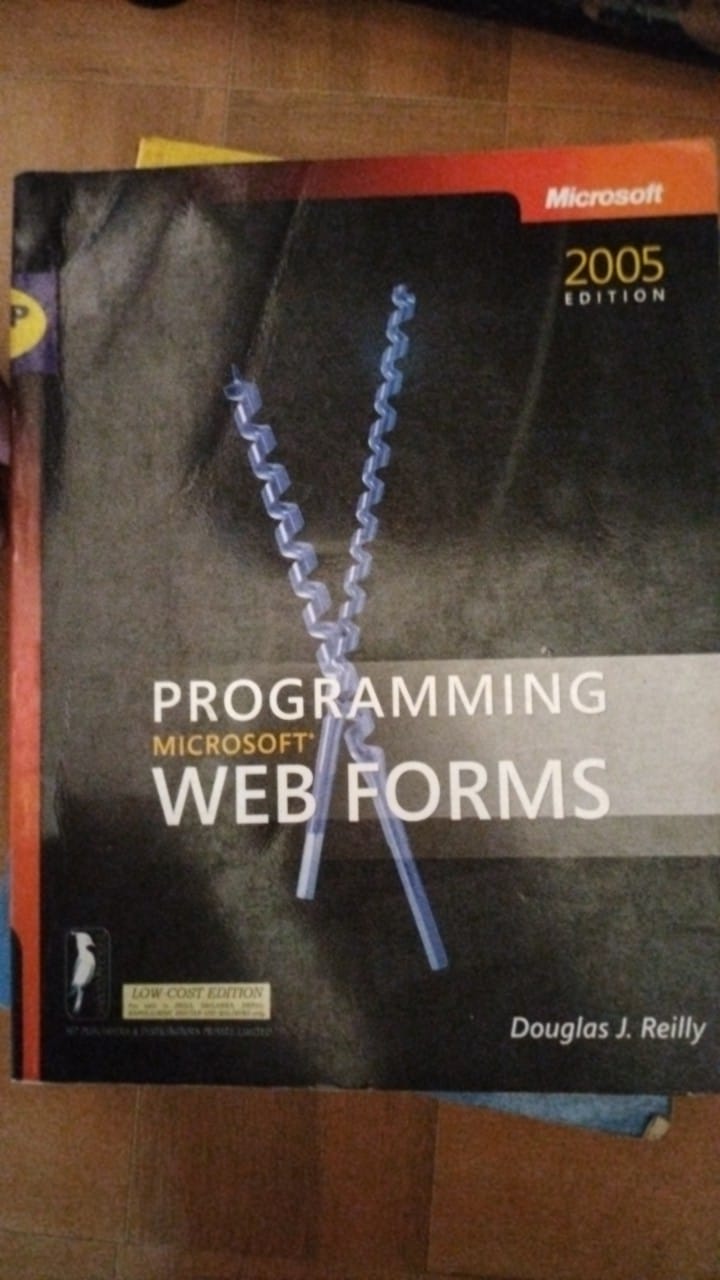 Microsoft
2005
EDITION
P
PROGRAMMING
MICROSOFT
WEB FORMS
LOW-COST EDITION
Douglas J. Reilly